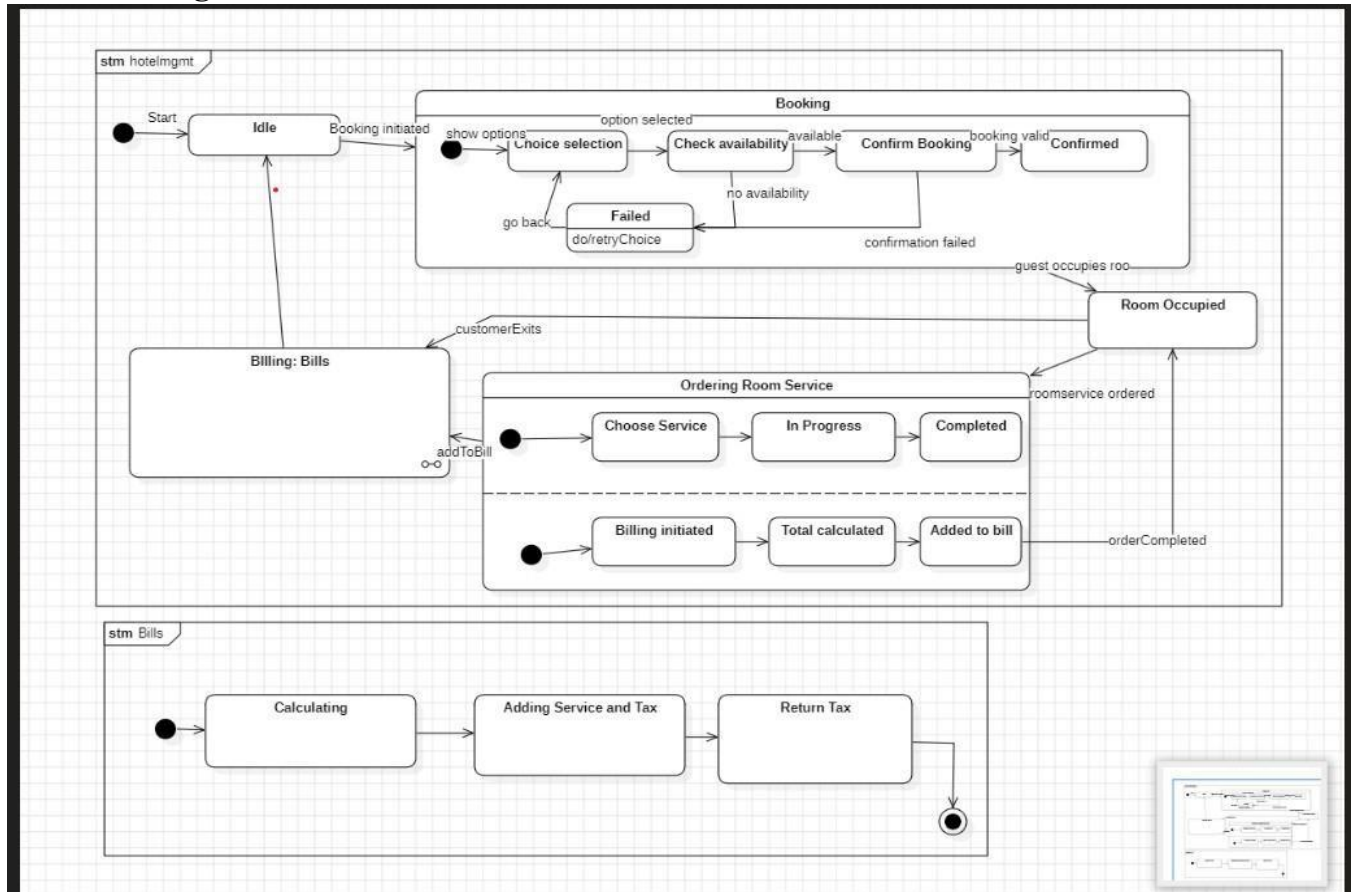 stm hotelmgmt
Start
Idle
Booking initiated
Booking
show options
option selected
available
booking valid
Choice selection
Check availability
Confirm Booking
Confirmed
no availability
Failed
go back
do/retryChoice
confirmation failed
guest occupies roo
Room Occupied
customerExits
BIlling: Bills
Ordering Room Service
roomservice ordered
Choose Service
In Progress
Completed
addToBill
Billing initiated
Total calculated
Added to bill
orderCompleted
stm Bills
Calculating
Adding Service and Tax
Return Tax